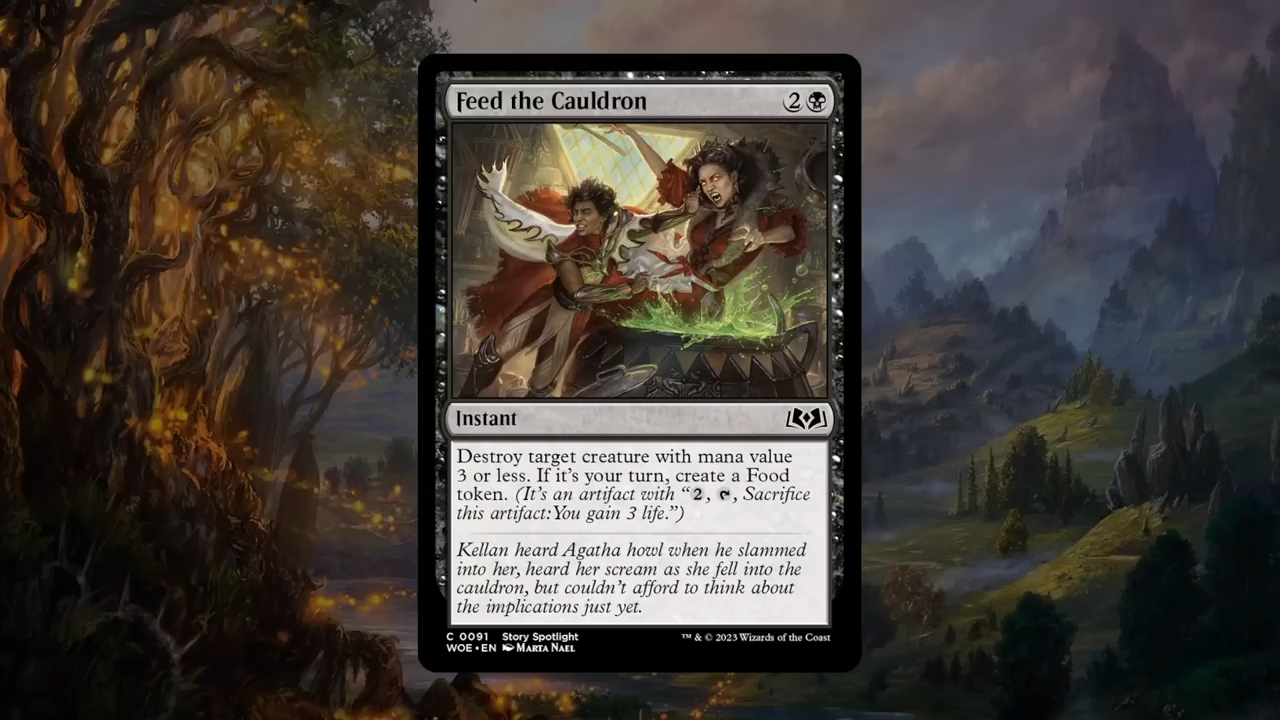 Feed the Cauldron 2
Instant
Destroy target creature with mana value
3 or less. If it's your turn, create a Food
token. (It's an artifact with “2, , Sacrifice
this artifact: You gain 3 life.”)
Kellan heard Agatha howl when he slammed
into her, heard her scream as she fell into the
cauldron, but couldn't afford to think about
the implications just yet.
C 0091 Story Spotlight ™ & © 2023 Wizards of the Coast
WOE • EN Marta Nael